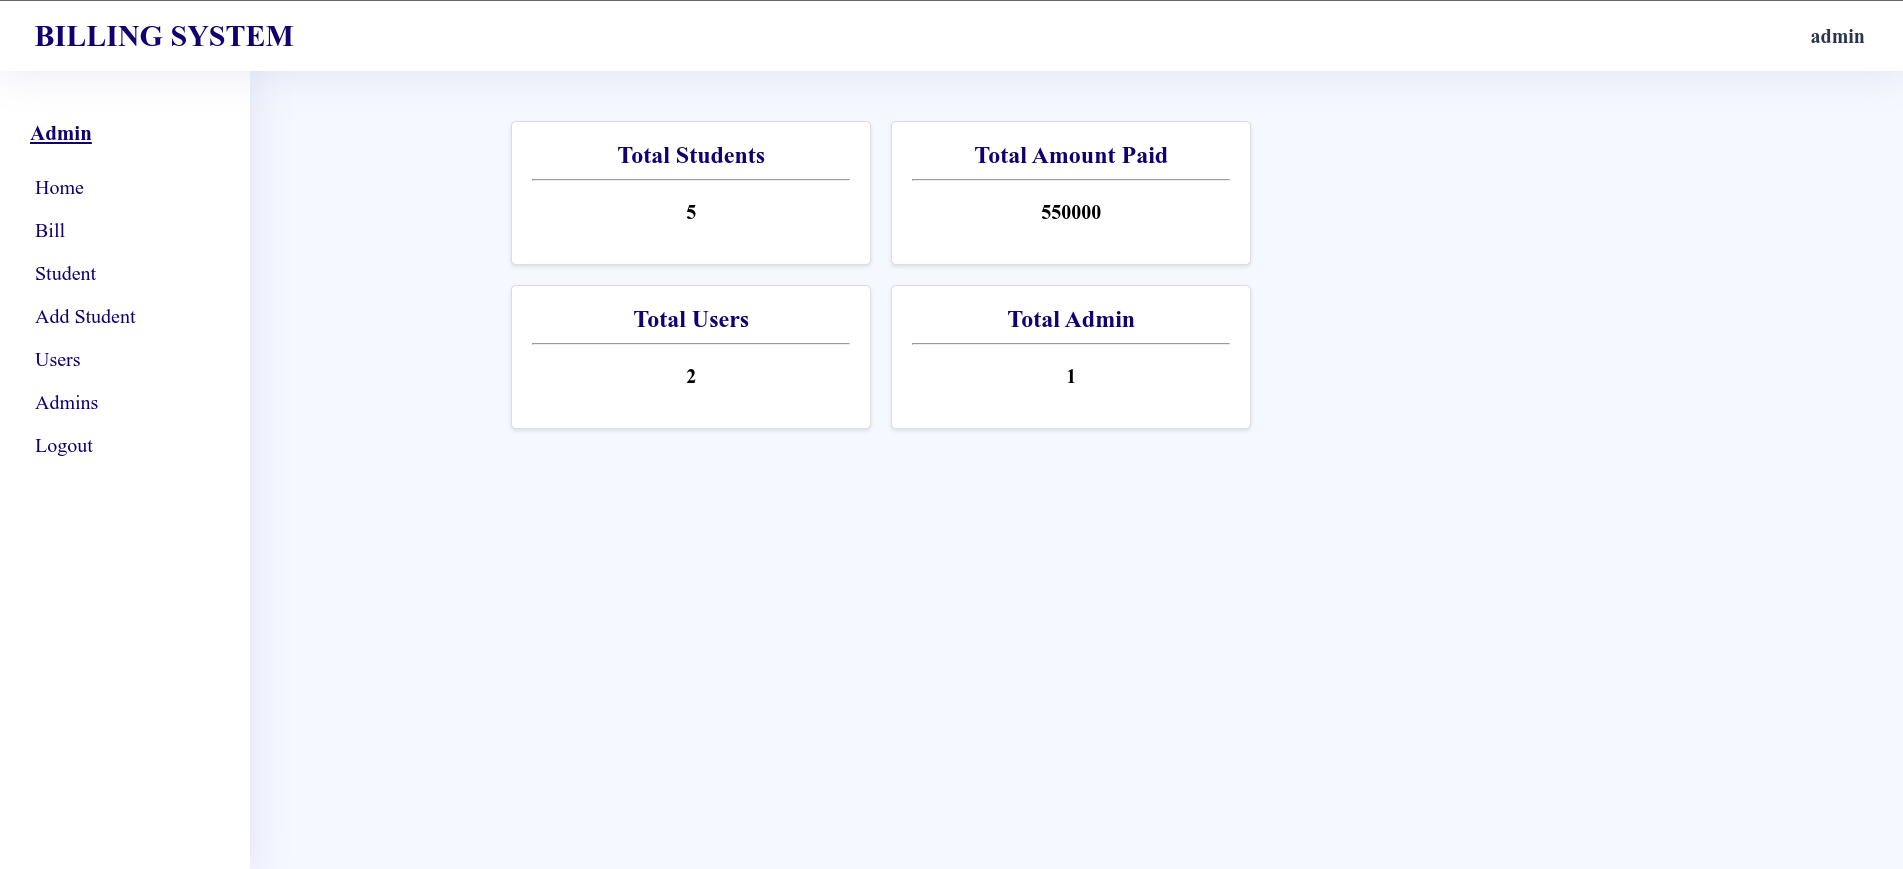 BILLING SYSTEM
admin
Admin
Home
Bill
Student
Add Student
Users
Admins
Logout
Total Students
5
Total Amount Paid
550000
Total Users
2
Total Admin
1